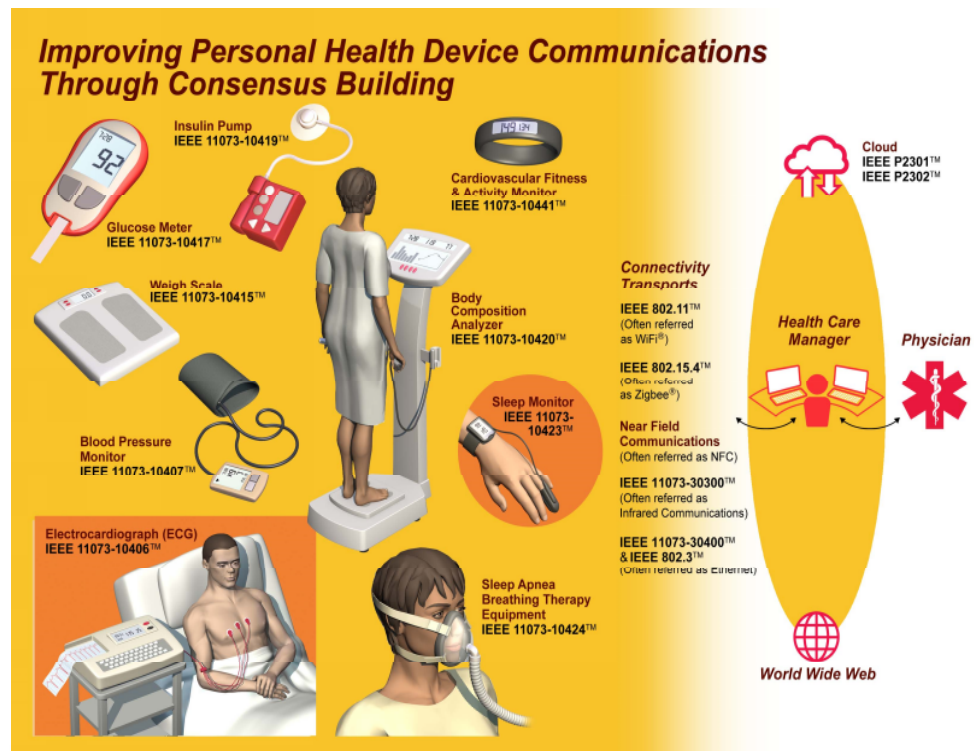 Improving Personal Health Device Communications
Through Consensus Building
Insulin Pump
IEEE 11073-10419™
7:28
92
Glucose Meter
IEEE 11073-10417™
149 134
Cardiovascular Fitness
& Activity Monitor
IEEE 11073-10441™
Weigh Scale
IEEE 11073-10415™
Body
Composition
Analyzer
IEEE 11073-10420™
Blood Pressure
Monitor
IEEE 11073-10407™
Sleep Monitor
IEEE 11073-
10423™
Electrocardiograph (ECG)
IEEE 11073-10406™
Sleep Apnea
Breathing Therapy
Equipment
IEEE 11073-10424™
Connectivity
Transports
IEEE 802.11™
(Often referred
as WiFi®)
IEEE 802.15.4™
(Often referred
as Zigbee®)
Near Field
Communications
(Often referred as NFC)
IEEE 11073-30300™
(Often referred as
Infrared Communications)
IEEE 11073-30400™
& IEEE 802.3™
(Often referred as Ethernet)
Cloud
IEEE P2301™
IEEE P2302™
Health Care
Manager
Physician
World Wide Web